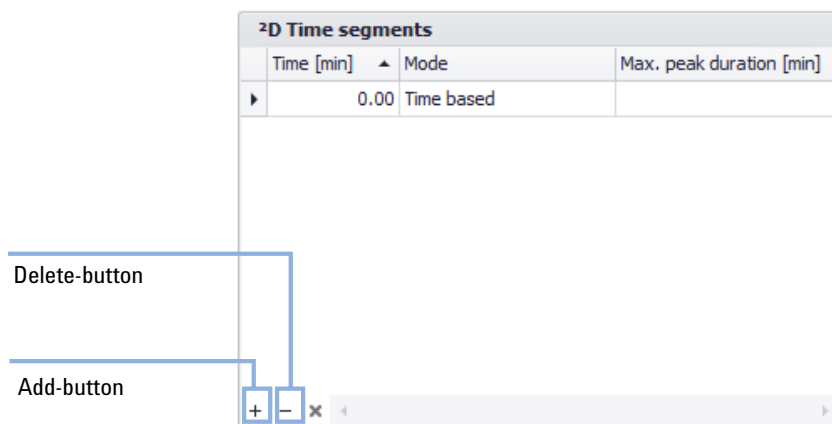 ²D Time segments
Time [min] Mode Max. peak duration [min]
0.00 Time based
Delete-button
Add-button
+ − ×